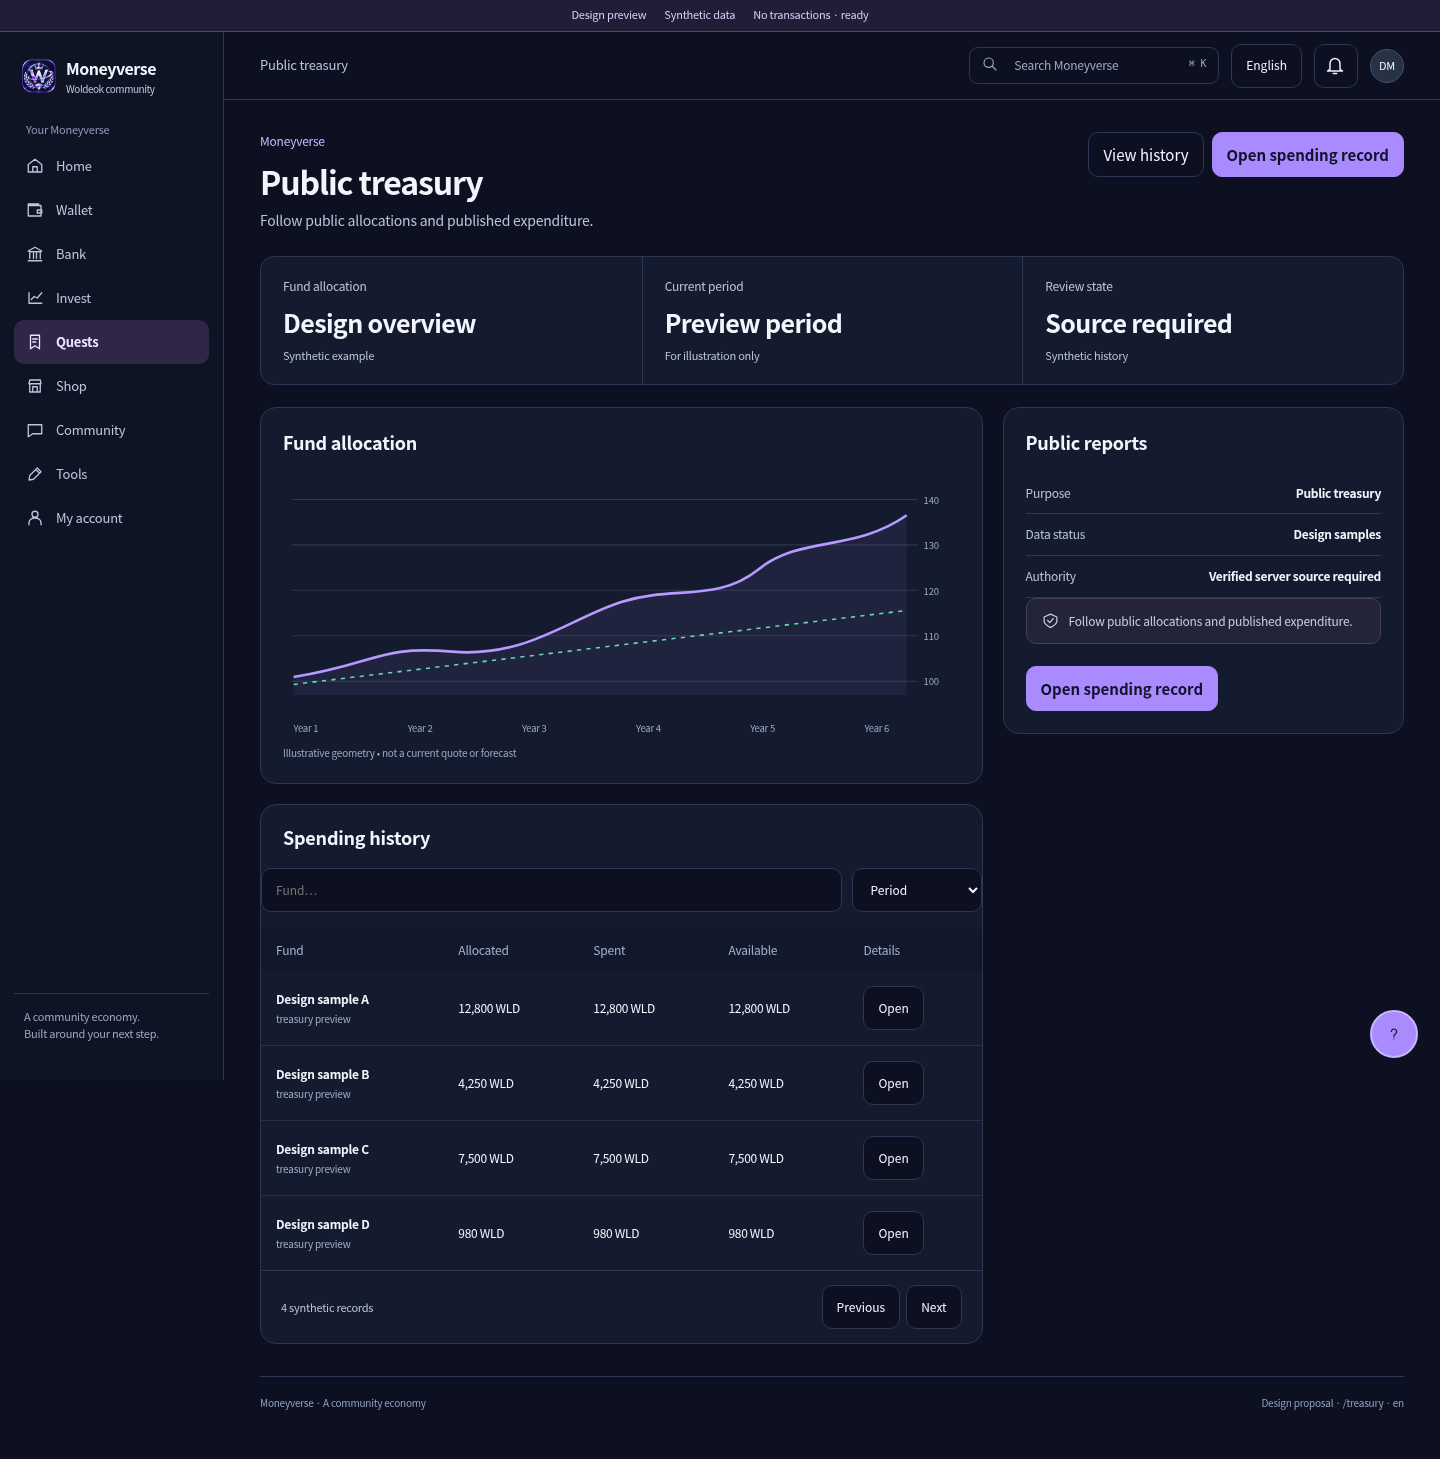 Design preview Synthetic data No transactions · ready
Moneyverse
Woldeok community
Public treasury
Search Moneyverse ⌘ K
English
DM
Your Moneyverse
Home
Wallet
Bank
Invest
Quests
Shop
Community
Tools
My account
A community economy.
Built around your next step.
Moneyverse
Public treasury
Follow public allocations and published expenditure.
View history
Open spending record
Fund allocation
Design overview
Synthetic example
Current period
Preview period
For illustration only
Review state
Source required
Synthetic history
Fund allocation
140
130
120
110
100
Year 1 Year 2 Year 3 Year 4 Year 5 Year 6
Illustrative geometry • not a current quote or forecast
Public reports
Purpose Public treasury
Data status Design samples
Authority Verified server source required
Follow public allocations and published expenditure.
Open spending record
Spending history
Fund… Period
Fund Allocated Spent Available Details
Design sample A
treasury preview
12,800 WLD 12,800 WLD 12,800 WLD Open
Design sample B
treasury preview
4,250 WLD 4,250 WLD 4,250 WLD Open
Design sample C
treasury preview
7,500 WLD 7,500 WLD 7,500 WLD Open
Design sample D
treasury preview
980 WLD 980 WLD 980 WLD Open
4 synthetic records Previous Next
?
Moneyverse · A community economy
Design proposal · /treasury · en